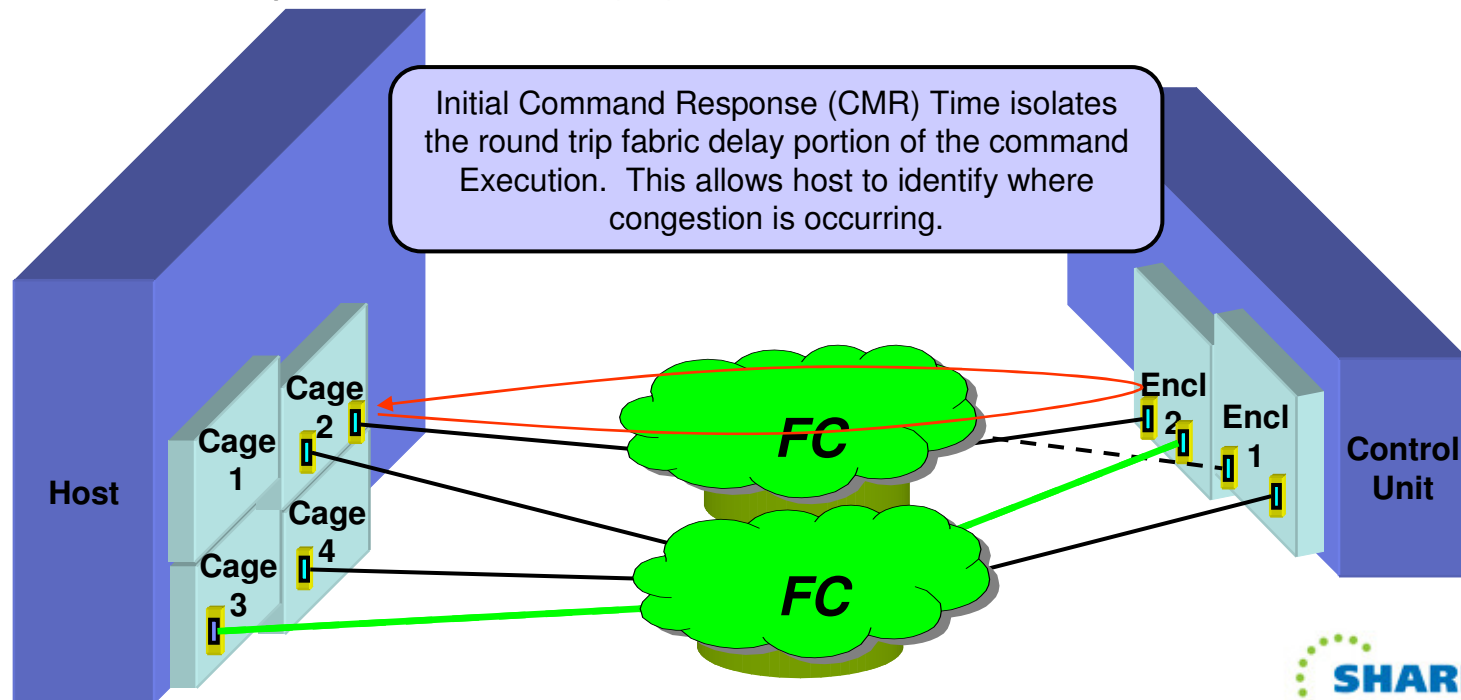 Initial Command Response (CMR) Time isolates
the round trip fabric delay portion of the command
Execution. This allows host to identify where
congestion is occurring.
Host
Cage
1
Cage
2
Cage
3
Cage
4
FC
FC
Encl
2
Encl
1
Control
Unit
SHAR